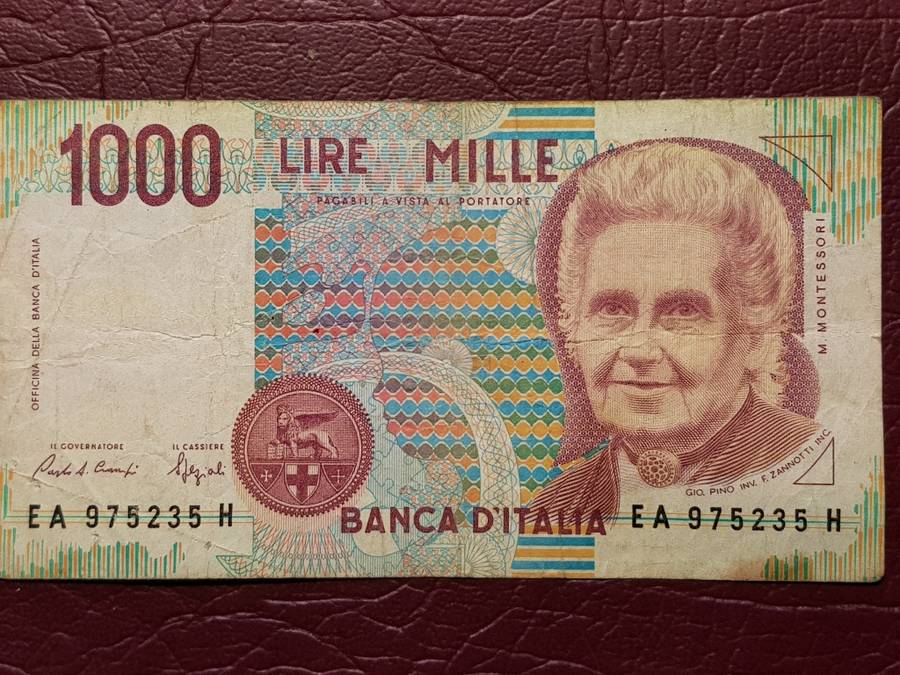 1000
LIRE MILLE
PAGABILI A VISTA AL PORTATORE
OFFICINA DELLA BANCA D'ITALIA
M MONTESSORI
IL GOVERNATORE
IL CASSIERE
Speziali
GIO. PINO INV. F. ZANNOTTI INC.
EA 975235 H
BANCA D'ITALIA
EA 975235 H